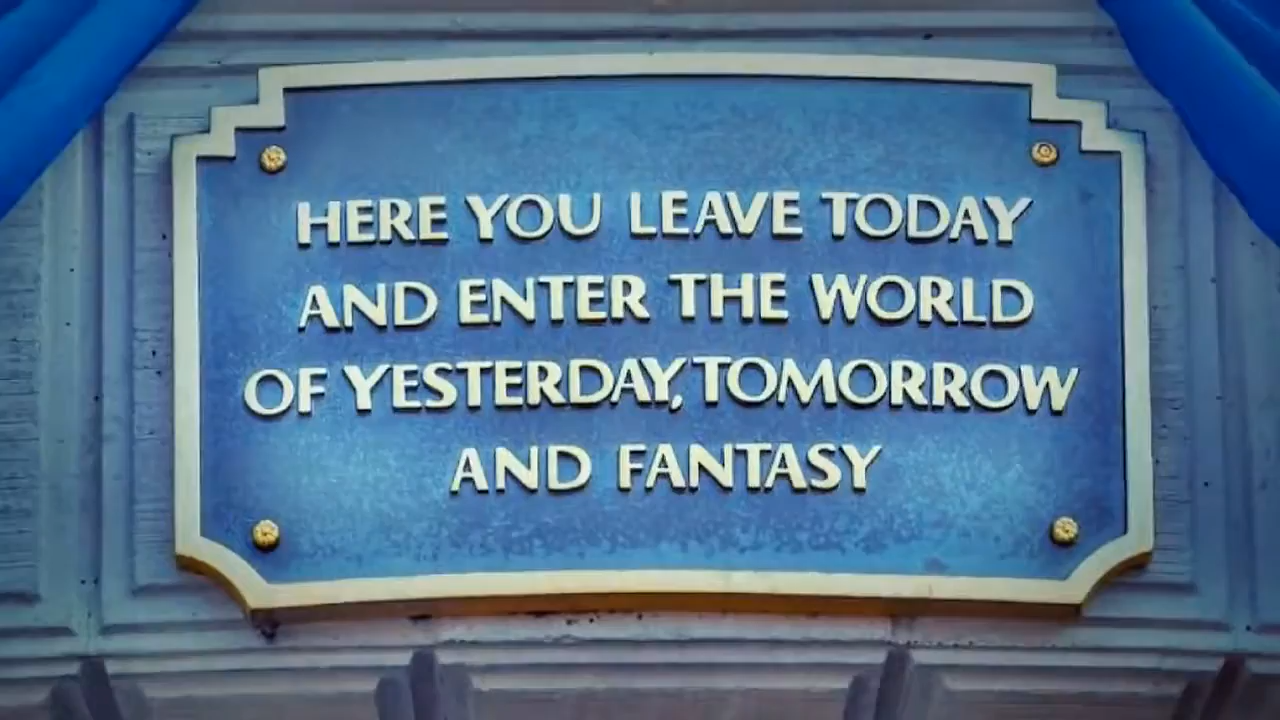 HERE YOU LEAVE TODAY
AND ENTER THE WORLD
OF YESTERDAY, TOMORROW
AND FANTASY